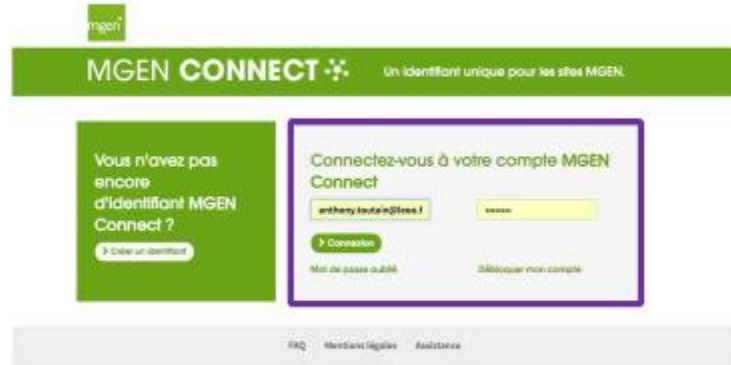 mgen
MGEN CONNECT
Un identifiant unique pour les sites MGEN.
Vous n'avez pas
encore
d'identifiant MGEN
Connect ?
> Créer un identifiant
Connectez-vous à votre compte MGEN
Connect
> Connexion
Mot de passe oublié
Débloquer mon compte
FAQ Mentions légales Assistance